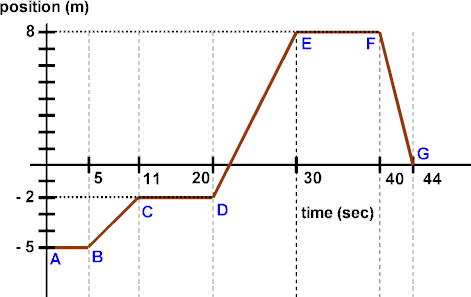 position (m)
8
E F
G
5 11 20 30 40 44
- 2
C D
time (sec)
- 5
A B